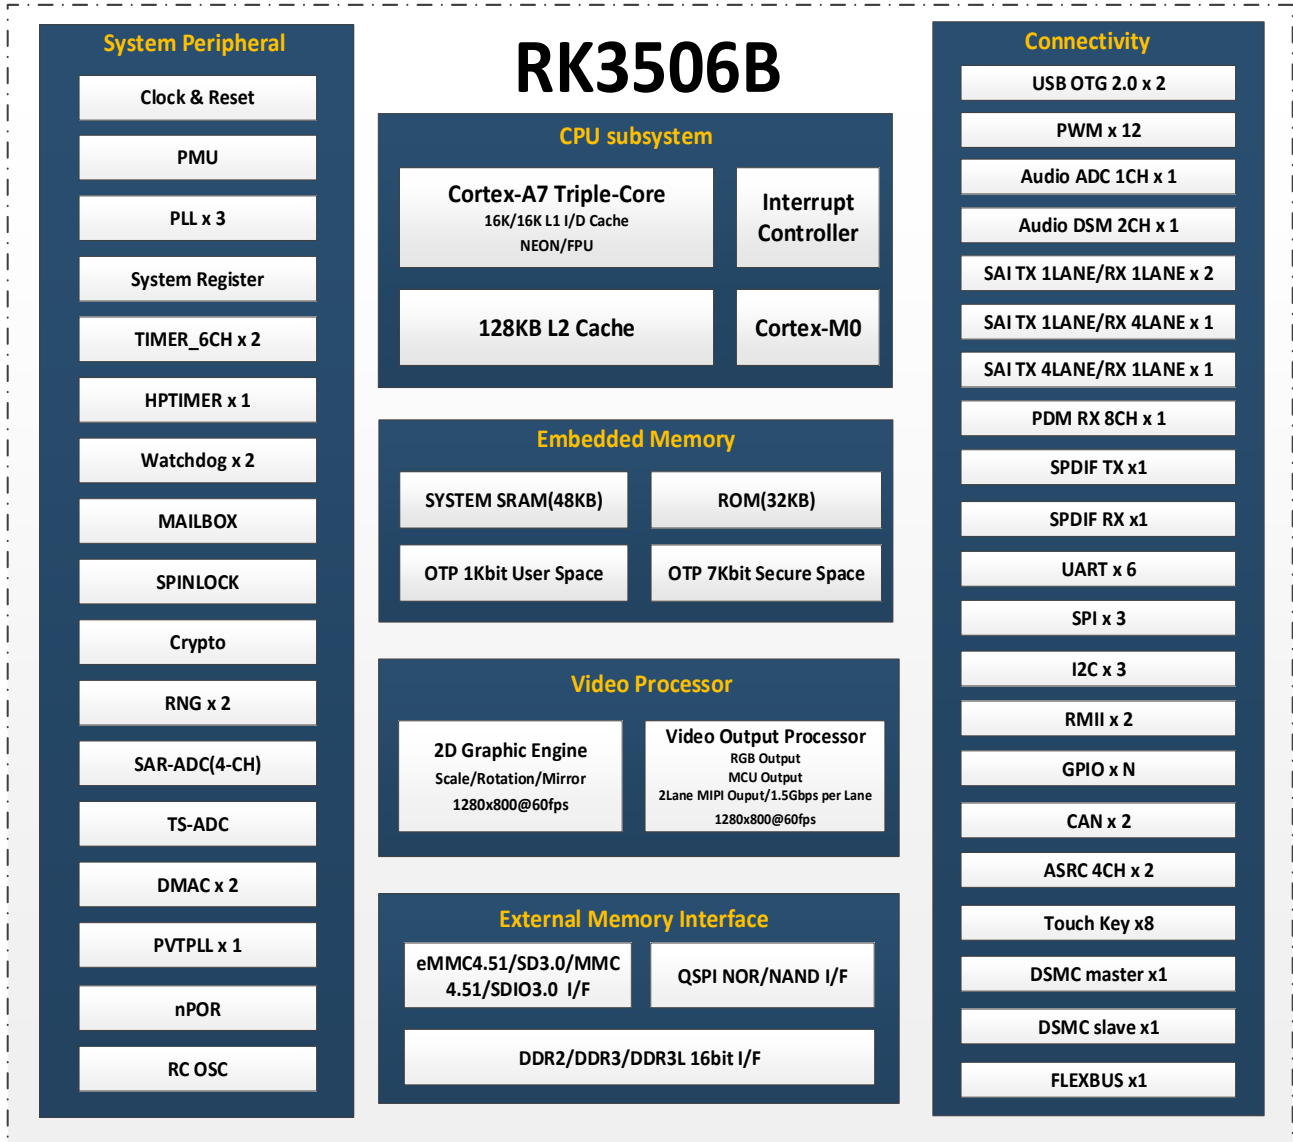 System Peripheral
Clock & Reset
PMU
PLL x 3
System Register
TIMER_6CH x 2
HPTIMER x 1
Watchdog x 2
MAILBOX
SPINLOCK
Crypto
RNG x 2
SAR-ADC(4-CH)
TS-ADC
DMAC x 2
PVTPLL x 1
nPOR
RC OSC
RK3506B
CPU subsystem
Cortex-A7 Triple-Core
16K/16K L1 I/D Cache
NEON/FPU
Interrupt
Controller
128KB L2 Cache
Cortex-M0
Embedded Memory
SYSTEM SRAM(48KB)
ROM(32KB)
OTP 1Kbit User Space
OTP 7Kbit Secure Space
Video Processor
2D Graphic Engine
Scale/Rotation/Mirror
1280x800@60fps
Video Output Processor
RGB Output
MCU Output
2Lane MIPI Ouput/1.5Gbps per Lane
1280x800@60fps
External Memory Interface
eMMC4.51/SD3.0/MMC
4.51/SDIO3.0 I/F
QSPI NOR/NAND I/F
DDR2/DDR3/DDR3L 16bit I/F
Connectivity
USB OTG 2.0 x 2
PWM x 12
Audio ADC 1CH x 1
Audio DSM 2CH x 1
SAI TX 1LANE/RX 1LANE x 2
SAI TX 1LANE/RX 4LANE x 1
SAI TX 4LANE/RX 1LANE x 1
PDM RX 8CH x 1
SPDIF TX x1
SPDIF RX x1
UART x 6
SPI x 3
I2C x 3
RMII x 2
GPIO x N
CAN x 2
ASRC 4CH x 2
Touch Key x8
DSMC master x1
DSMC slave x1
FLEXBUS x1